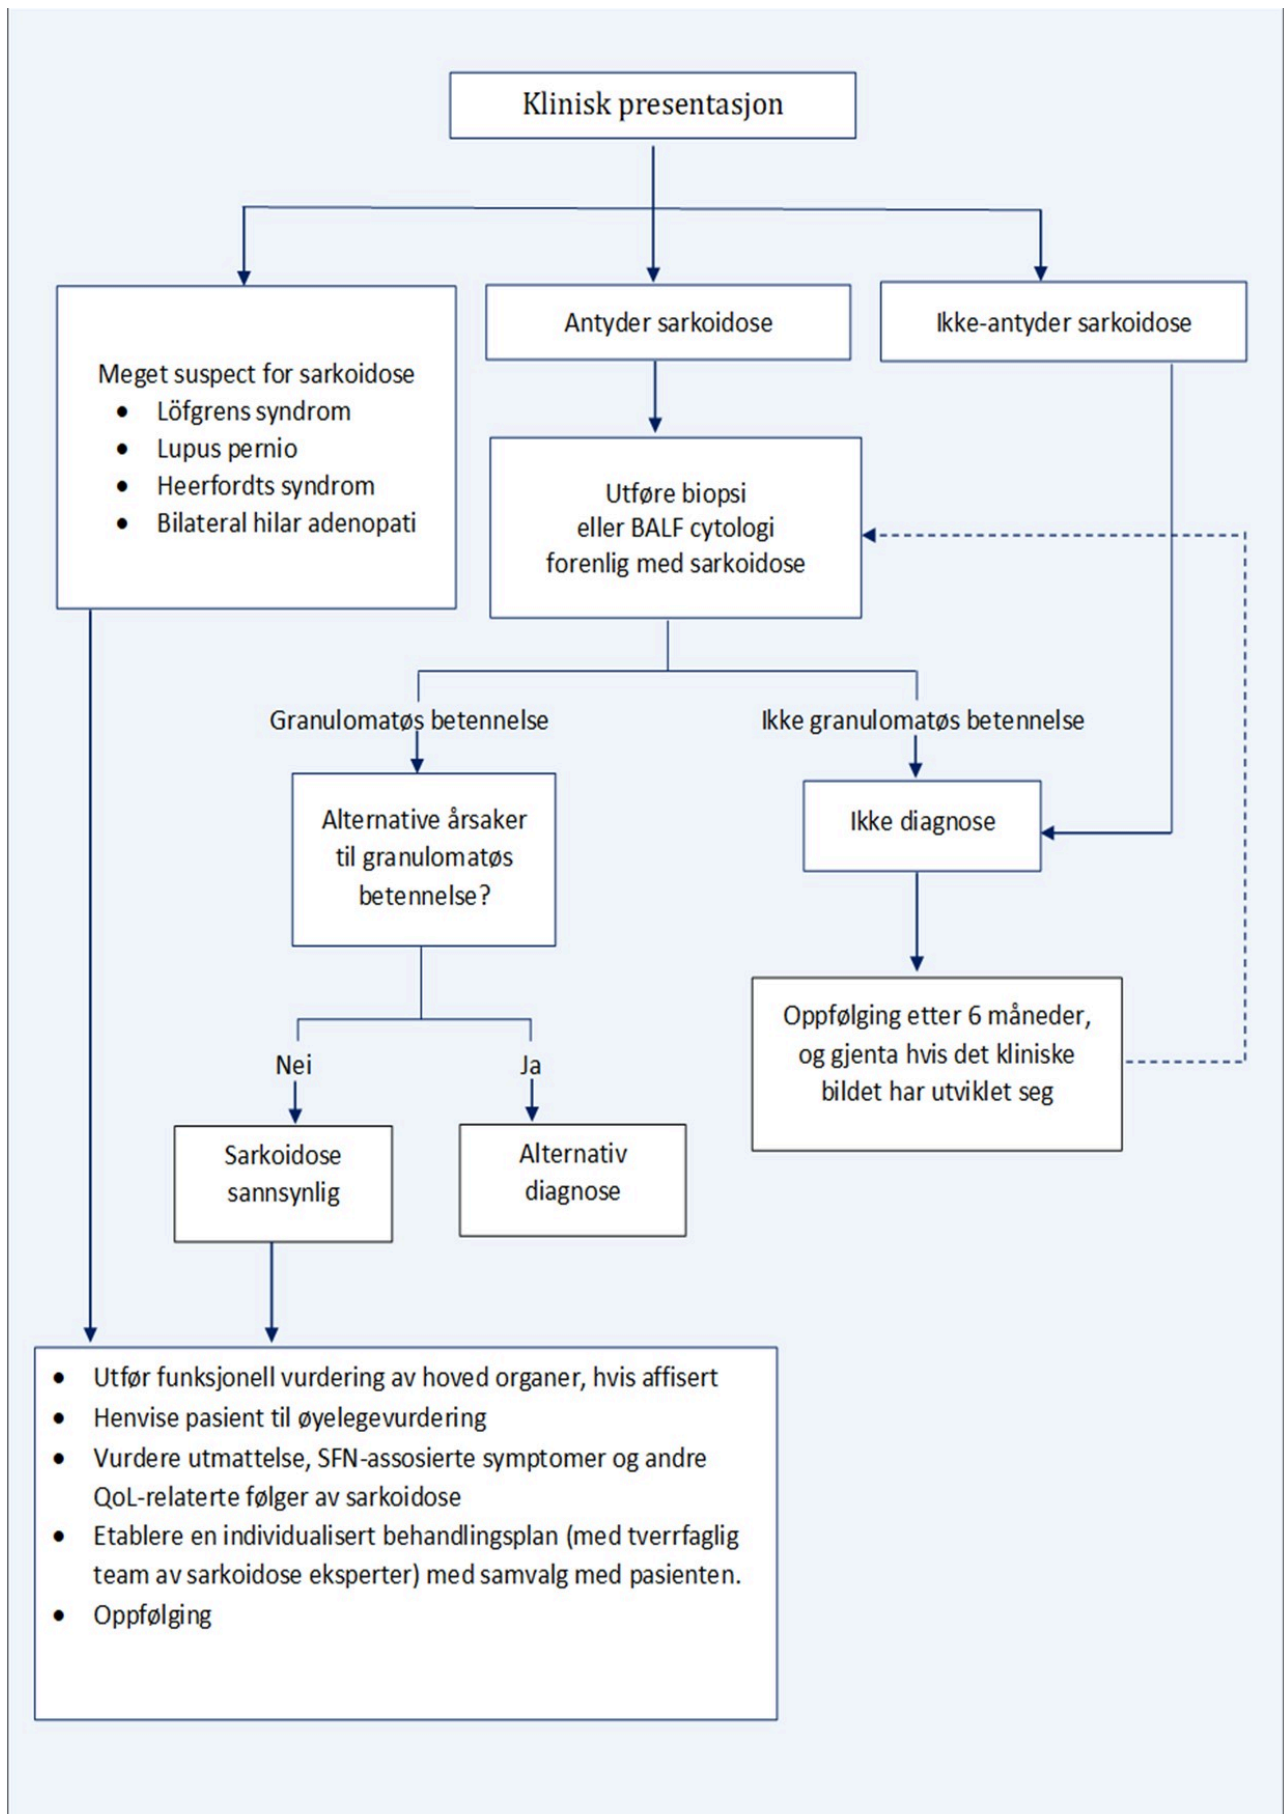 Klinisk presentasjon
Meget suspect for sarkoidose
• Löfgrens syndrom
• Lupus pernio
• Heerfordts syndrom
• Bilateral hilar adenopati
Antyder sarkoidose
Ikke-antyder sarkoidose
Utføre biopsi
eller BALF cytologi
forenlig med sarkoidose
Granulomatøs betennelse
Ikke granulomatøs betennelse
Alternative årsaker
til granulomatøs
betennelse?
Ikke diagnose
Oppfølging etter 6 måneder,
og gjenta hvis det kliniske
bildet har utviklet seg
Nei
Ja
Sarkoidose
sannsynlig
Alternativ
diagnose
• Utfør funksjonell vurdering av hoved organer, hvis affisert
• Henvise pasient til øyelegevurdering
• Vurdere utmattelse, SFN-assosierte symptomer og andre
QoL-relaterte følger av sarkoidose
• Etablere en individualisert behandlingsplan (med tverrfaglig
team av sarkoidose eksperter) med samvalg med pasienten.
• Oppfølging